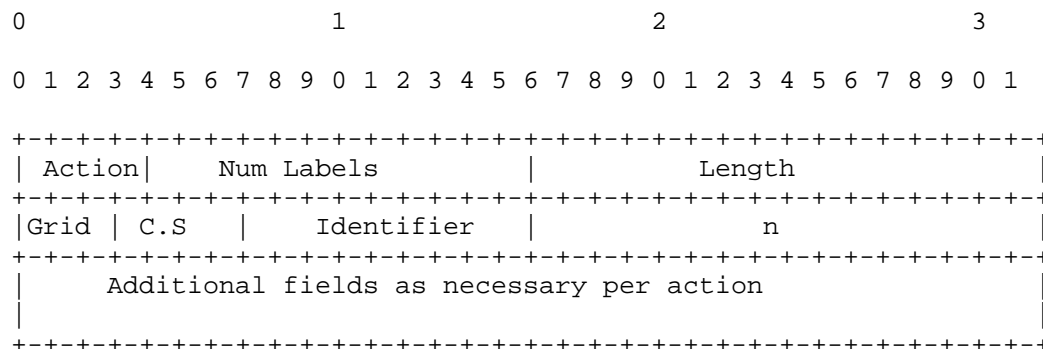 0                   1                   2                   3
0 1 2 3 4 5 6 7 8 9 0 1 2 3 4 5 6 7 8 9 0 1 2 3 4 5 6 7 8 9 0 1
+-+-+-+-+-+-+-+-+-+-+-+-+-+-+-+-+-+-+-+-+-+-+-+-+-+-+-+-+-+-+-+-+
| Action|    Num Labels         |          Length               |
+-+-+-+-+-+-+-+-+-+-+-+-+-+-+-+-+-+-+-+-+-+-+-+-+-+-+-+-+-+-+-+-+
|Grid | C.S   |    Identifier   |              n                |
+-+-+-+-+-+-+-+-+-+-+-+-+-+-+-+-+-+-+-+-+-+-+-+-+-+-+-+-+-+-+-+-+
|     Additional fields as necessary per action                 |
|                                                               |
+-+-+-+-+-+-+-+-+-+-+-+-+-+-+-+-+-+-+-+-+-+-+-+-+-+-+-+-+-+-+-+-+